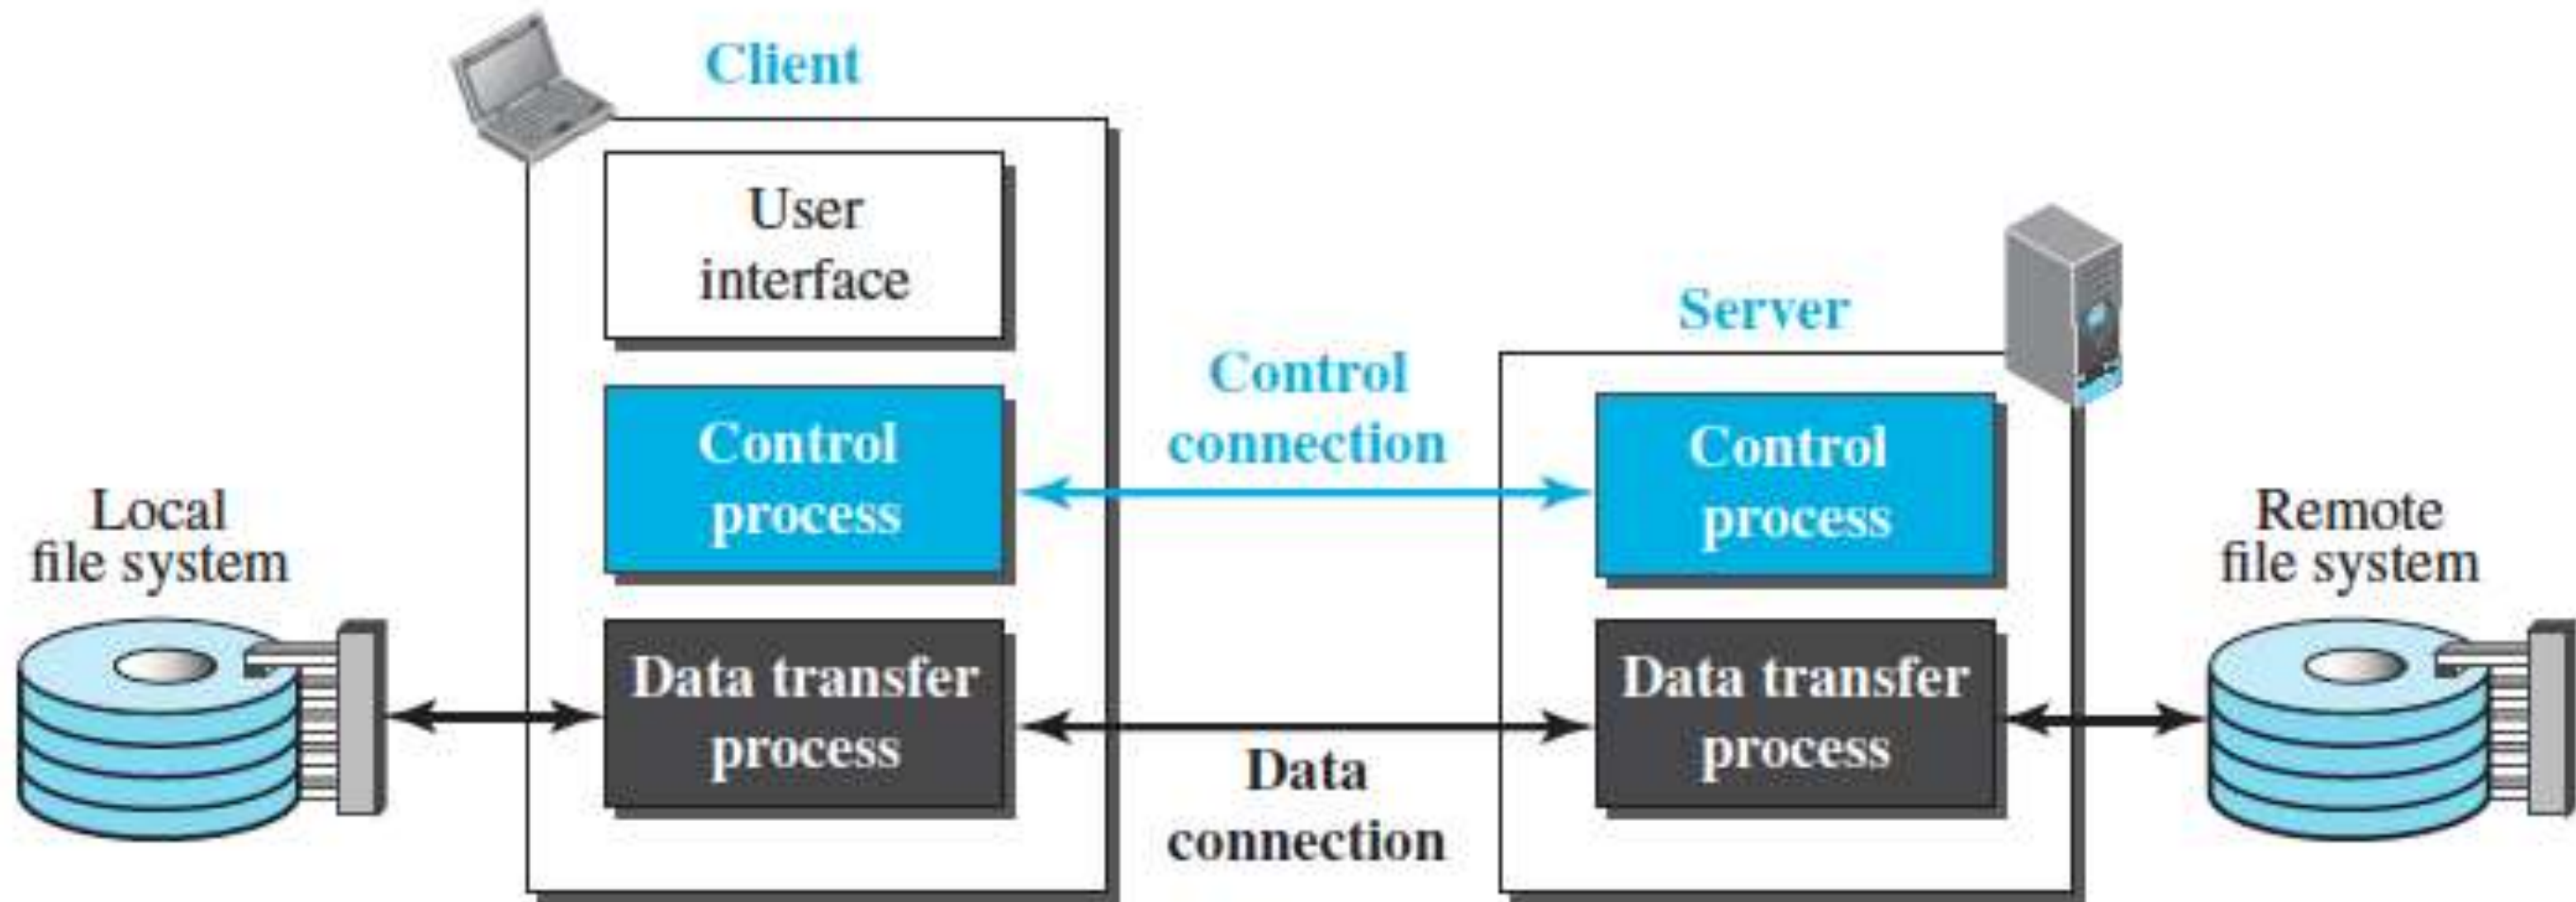 Client
User
interface
Server
Control
connection
Control
process
Control
process
Local
file system
Remote
file system
Data transfer
process
Data
connection
Data transfer
process